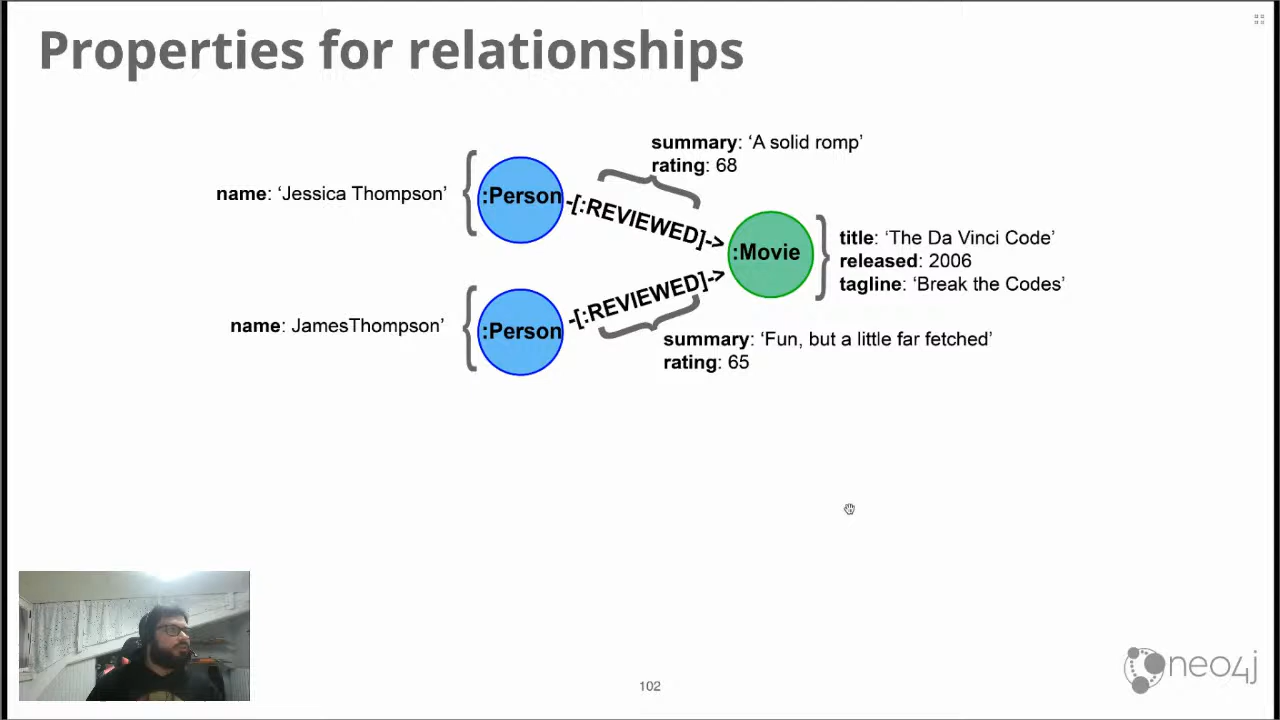 Properties for relationships
summary: ‘A solid romp’
rating: 68
name: ‘Jessica Thompson’
:Person
-[:REVIEWED]->
:Movie
title: ‘The Da Vinci Code’
released: 2006
tagline: ‘Break the Codes’
name: JamesThompson’
:Person
-[:REVIEWED]->
summary: ‘Fun, but a little far fetched’
rating: 65
102
neo4j